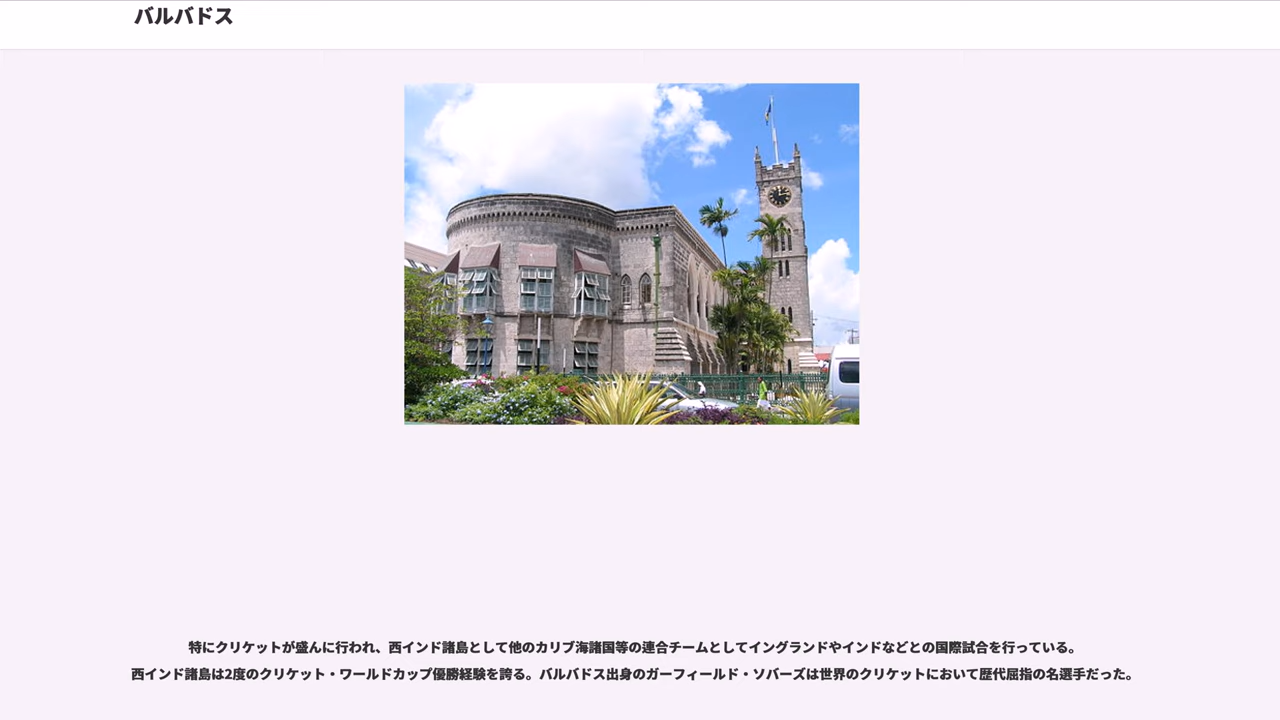 バルバドス
特にクリケットが盛んに行われ、西インド諸島として他のカリブ海諸国等の連合チームとしてイングランドやインドなどとの国際試合を行っている。
西インド諸島は2度のクリケット・ワールドカップ優勝経験を誇る。バルバドス出身のガーフィールド・ソバーズは世界のクリケットにおいて歴代屈指の名選手だった。